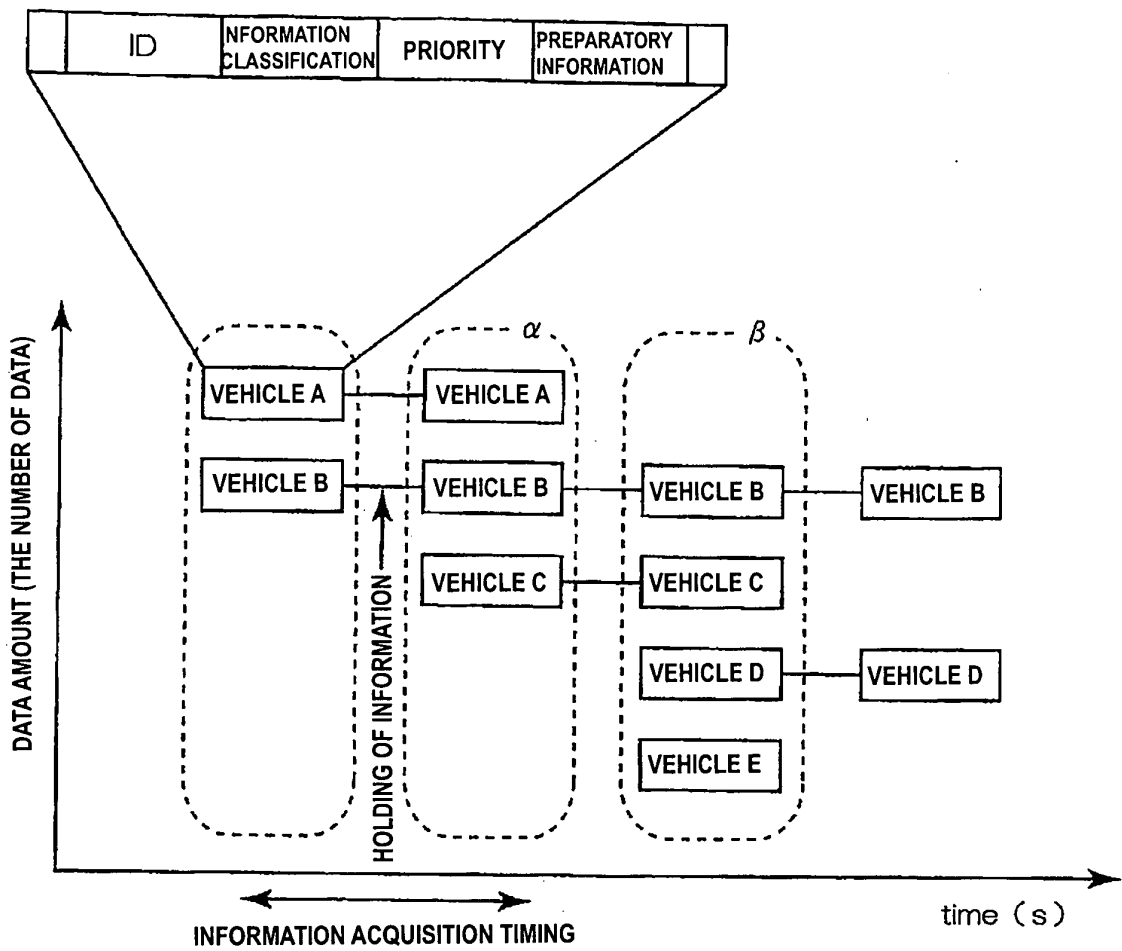 ID
NFORMATION
CLASSIFICATION
PRIORITY
PREPARATORY
INFORMATION
α
β
VEHICLE A
VEHICLE A
VEHICLE B
VEHICLE B
VEHICLE B
VEHICLE B
VEHICLE C
VEHICLE C
VEHICLE D
VEHICLE D
VEHICLE E
DATA AMOUNT (THE NUMBER OF DATA)
HOLDING OF INFORMATION
time (s)
INFORMATION ACQUISITION TIMING